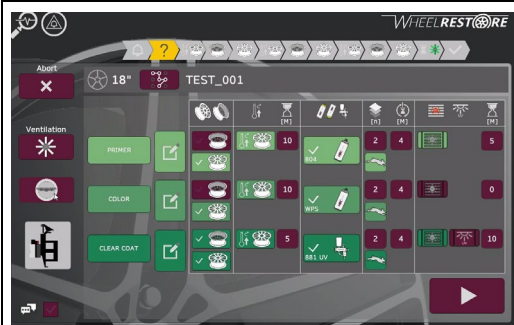 WHEELRESTORE
?
Abort
18" TEST_001
[M] [n] [M] [M]
Ventilation
PRIMER 10 804 2 4 5
COLOR 10 WPS 2 4 0
CLEAR COAT 5 881 UV 2 4 10